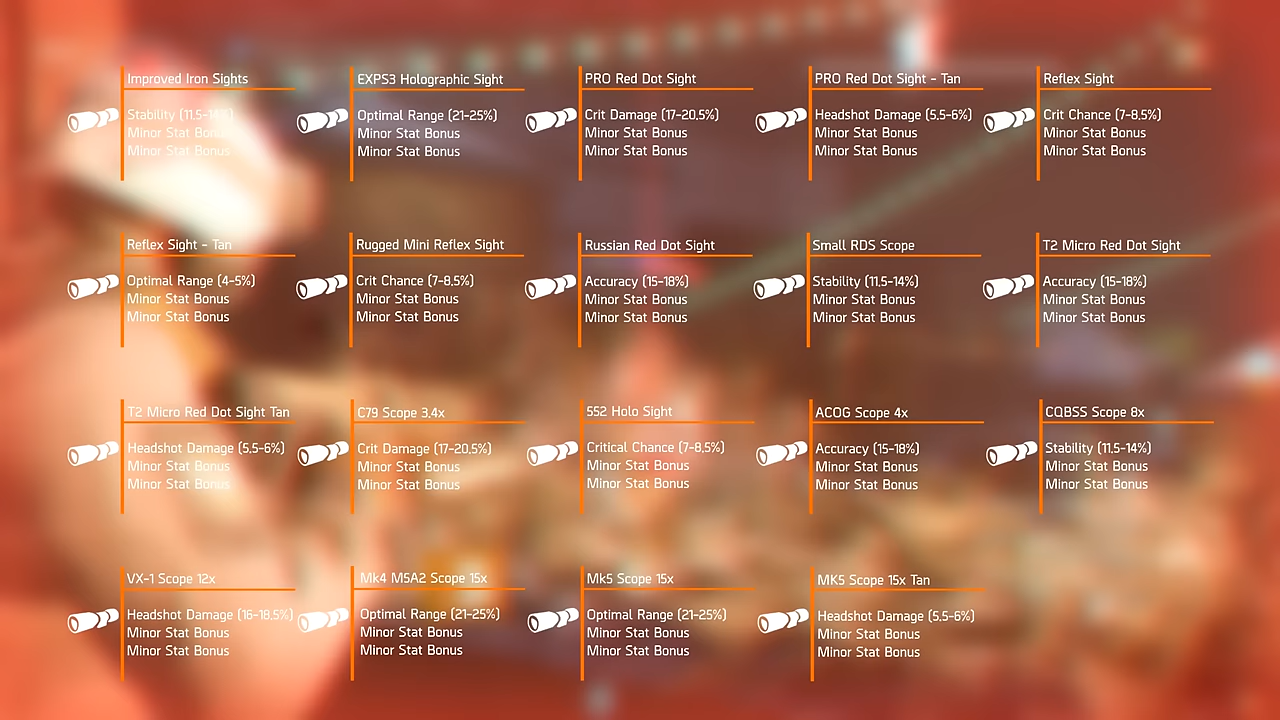 Improved Iron Sights
Stability (11.5-14%)
Minor Stat Bonus
Minor Stat Bonus
EXPS3 Holographic Sight
Optimal Range (21-25%)
Minor Stat Bonus
Minor Stat Bonus
PRO Red Dot Sight
Crit Damage (17-20,5%)
Minor Stat Bonus
Minor Stat Bonus
PRO Red Dot Sight - Tan
Headshot Damage (5,5-6%)
Minor Stat Bonus
Minor Stat Bonus
Reflex Sight
Crit Chance (7-8,5%)
Minor Stat Bonus
Minor Stat Bonus
Reflex Sight - Tan
Optimal Range (4-5%)
Minor Stat Bonus
Minor Stat Bonus
Rugged Mini Reflex Sight
Crit Chance (7-8,5%)
Minor Stat Bonus
Minor Stat Bonus
Russian Red Dot Sight
Accuracy (15-18%)
Minor Stat Bonus
Minor Stat Bonus
Small RDS Scope
Stability (11.5-14%)
Minor Stat Bonus
Minor Stat Bonus
T2 Micro Red Dot Sight
Accuracy (15-18%)
Minor Stat Bonus
Minor Stat Bonus
T2 Micro Red Dot Sight Tan
Headshot Damage (5,5-6%)
Minor Stat Bonus
Minor Stat Bonus
C79 Scope 3,4x
Crit Damage (17-20,5%)
Minor Stat Bonus
Minor Stat Bonus
552 Holo Sight
Critical Chance (7-8,5%)
Minor Stat Bonus
Minor Stat Bonus
ACOG Scope 4x
Accuracy (15-18%)
Minor Stat Bonus
Minor Stat Bonus
CQBSS Scope 8x
Stability (11.5-14%)
Minor Stat Bonus
Minor Stat Bonus
VX-1 Scope 12x
Headshot Damage (16-18.5%)
Minor Stat Bonus
Minor Stat Bonus
Mk4 M5A2 Scope 15x
Optimal Range (21-25%)
Minor Stat Bonus
Minor Stat Bonus
Mk5 Scope 15x
Optimal Range (21-25%)
Minor Stat Bonus
Minor Stat Bonus
MK5 Scope 15x Tan
Headshot Damage (5,5-6%)
Minor Stat Bonus
Minor Stat Bonus